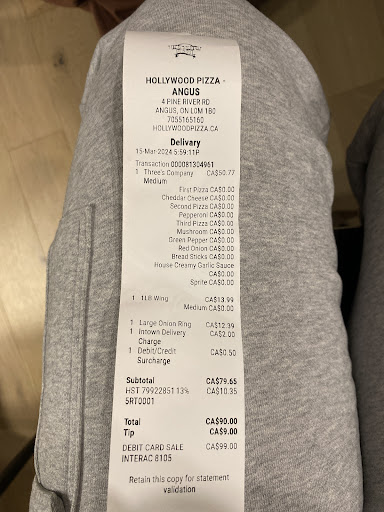 HOLLYWOOD PIZZA -
ANGUS
4 PINE RIVER RD
ANGUS, ON L0M 1B0
7055165160
HOLLYWOODPIZZA.CA
Delivary
15-Mar-2024 5:59:11P
Transaction 000081304961
1 Three's Company CA$50.77
Medium
First Pizza CA$0.00
Cheddar Cheese CA$0.00
Second Pizza CA$0.00
Pepperoni CA$0.00
Third Pizza CA$0.00
Mushroom CA$0.00
Green Pepper CA$0.00
Red Onion CA$0.00
Bread Sticks CA$0.00
House Creamy Garlic Sauce
CA$0.00
Sprite CA$0.00
1 1LB Wing CA$13.99
Medium CA$0.00
1 Large Onion Ring CA$12.39
1 Intown Delivery CA$2.00
Charge
1 Debit/Credit CA$0.50
Surcharge
Subtotal CA$79.65
HST 79922851 13% CA$10.35
5RT0001
Total CA$90.00
Tip CA$9.00
DEBIT CARD SALE CA$99.00
INTERAC 8105
Retain this copy for statement
validation